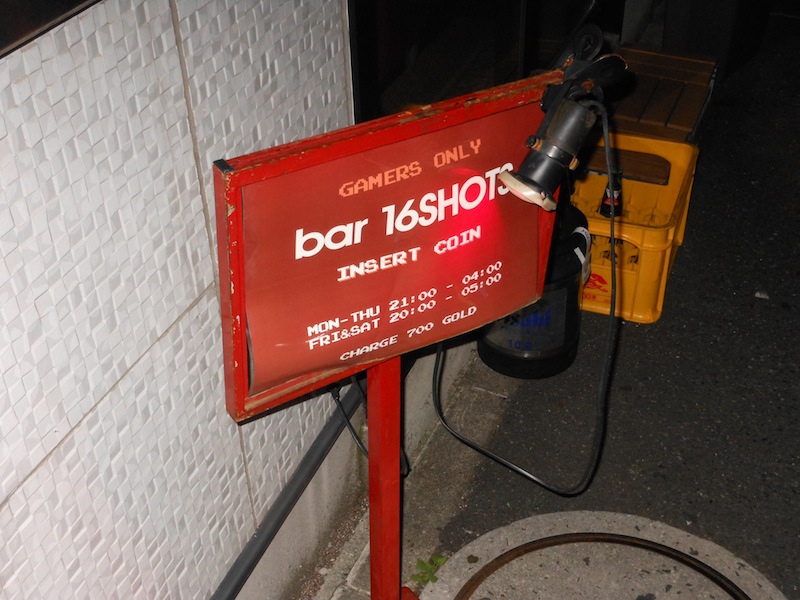 GAMERS ONLY
bar 16SHOTS
INSERT COIN
MON-THU 21:00 - 04:00
FRI&SAT 20:00 - 05:00
CHARGE 700 GOLD